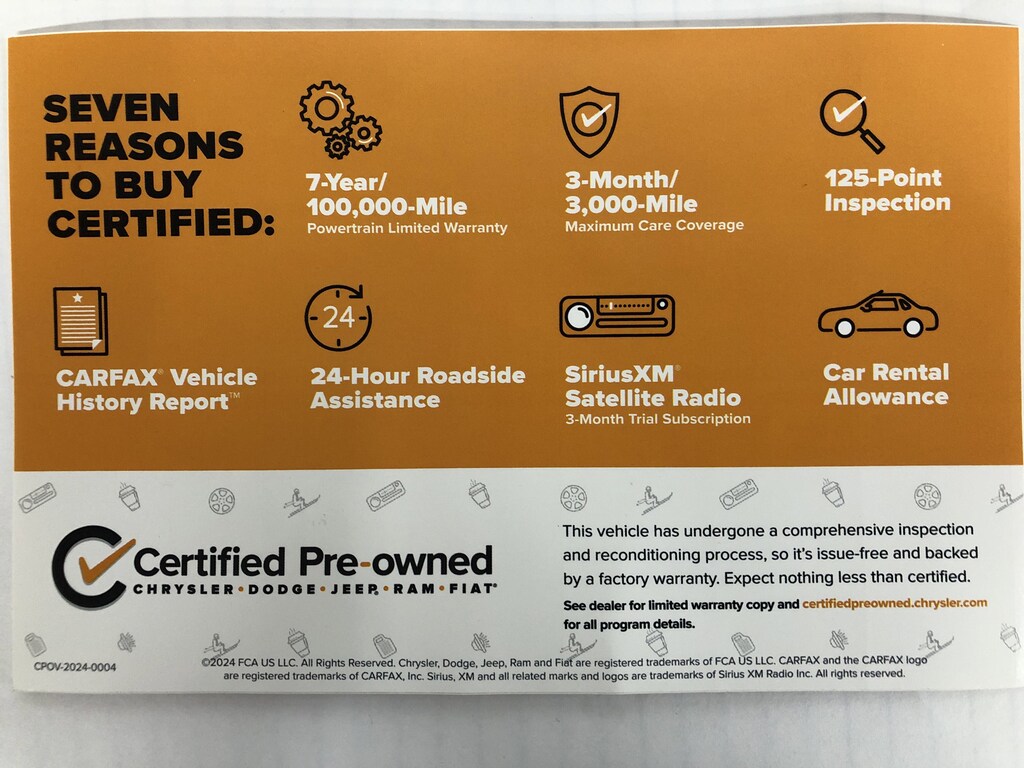 SEVEN
REASONS
TO BUY
CERTIFIED:
7-Year/
100,000-Mile
Powertrain Limited Warranty
3-Month/
3,000-Mile
Maximum Care Coverage
125-Point
Inspection
CARFAX® Vehicle
History Report™
24
24-Hour Roadside
Assistance
SiriusXM®
Satellite Radio
3-Month Trial Subscription
Car Rental
Allowance
Certified Pre-owned
CHRYSLER • DODGE • JEEP® • RAM • FIAT®
This vehicle has undergone a comprehensive inspection
and reconditioning process, so it's issue-free and backed
by a factory warranty. Expect nothing less than certified.
See dealer for limited warranty copy and certifiedpreowned.chrysler.com
for all program details.
CPOV-2024-0004
©2024 FCA US LLC. All Rights Reserved. Chrysler, Dodge, Jeep, Ram and Fiat are registered trademarks of FCA US LLC. CARFAX and the CARFAX logo
are registered trademarks of CARFAX, Inc. Sirius, XM and all related marks and logos are trademarks of Sirius XM Radio Inc. All rights reserved.